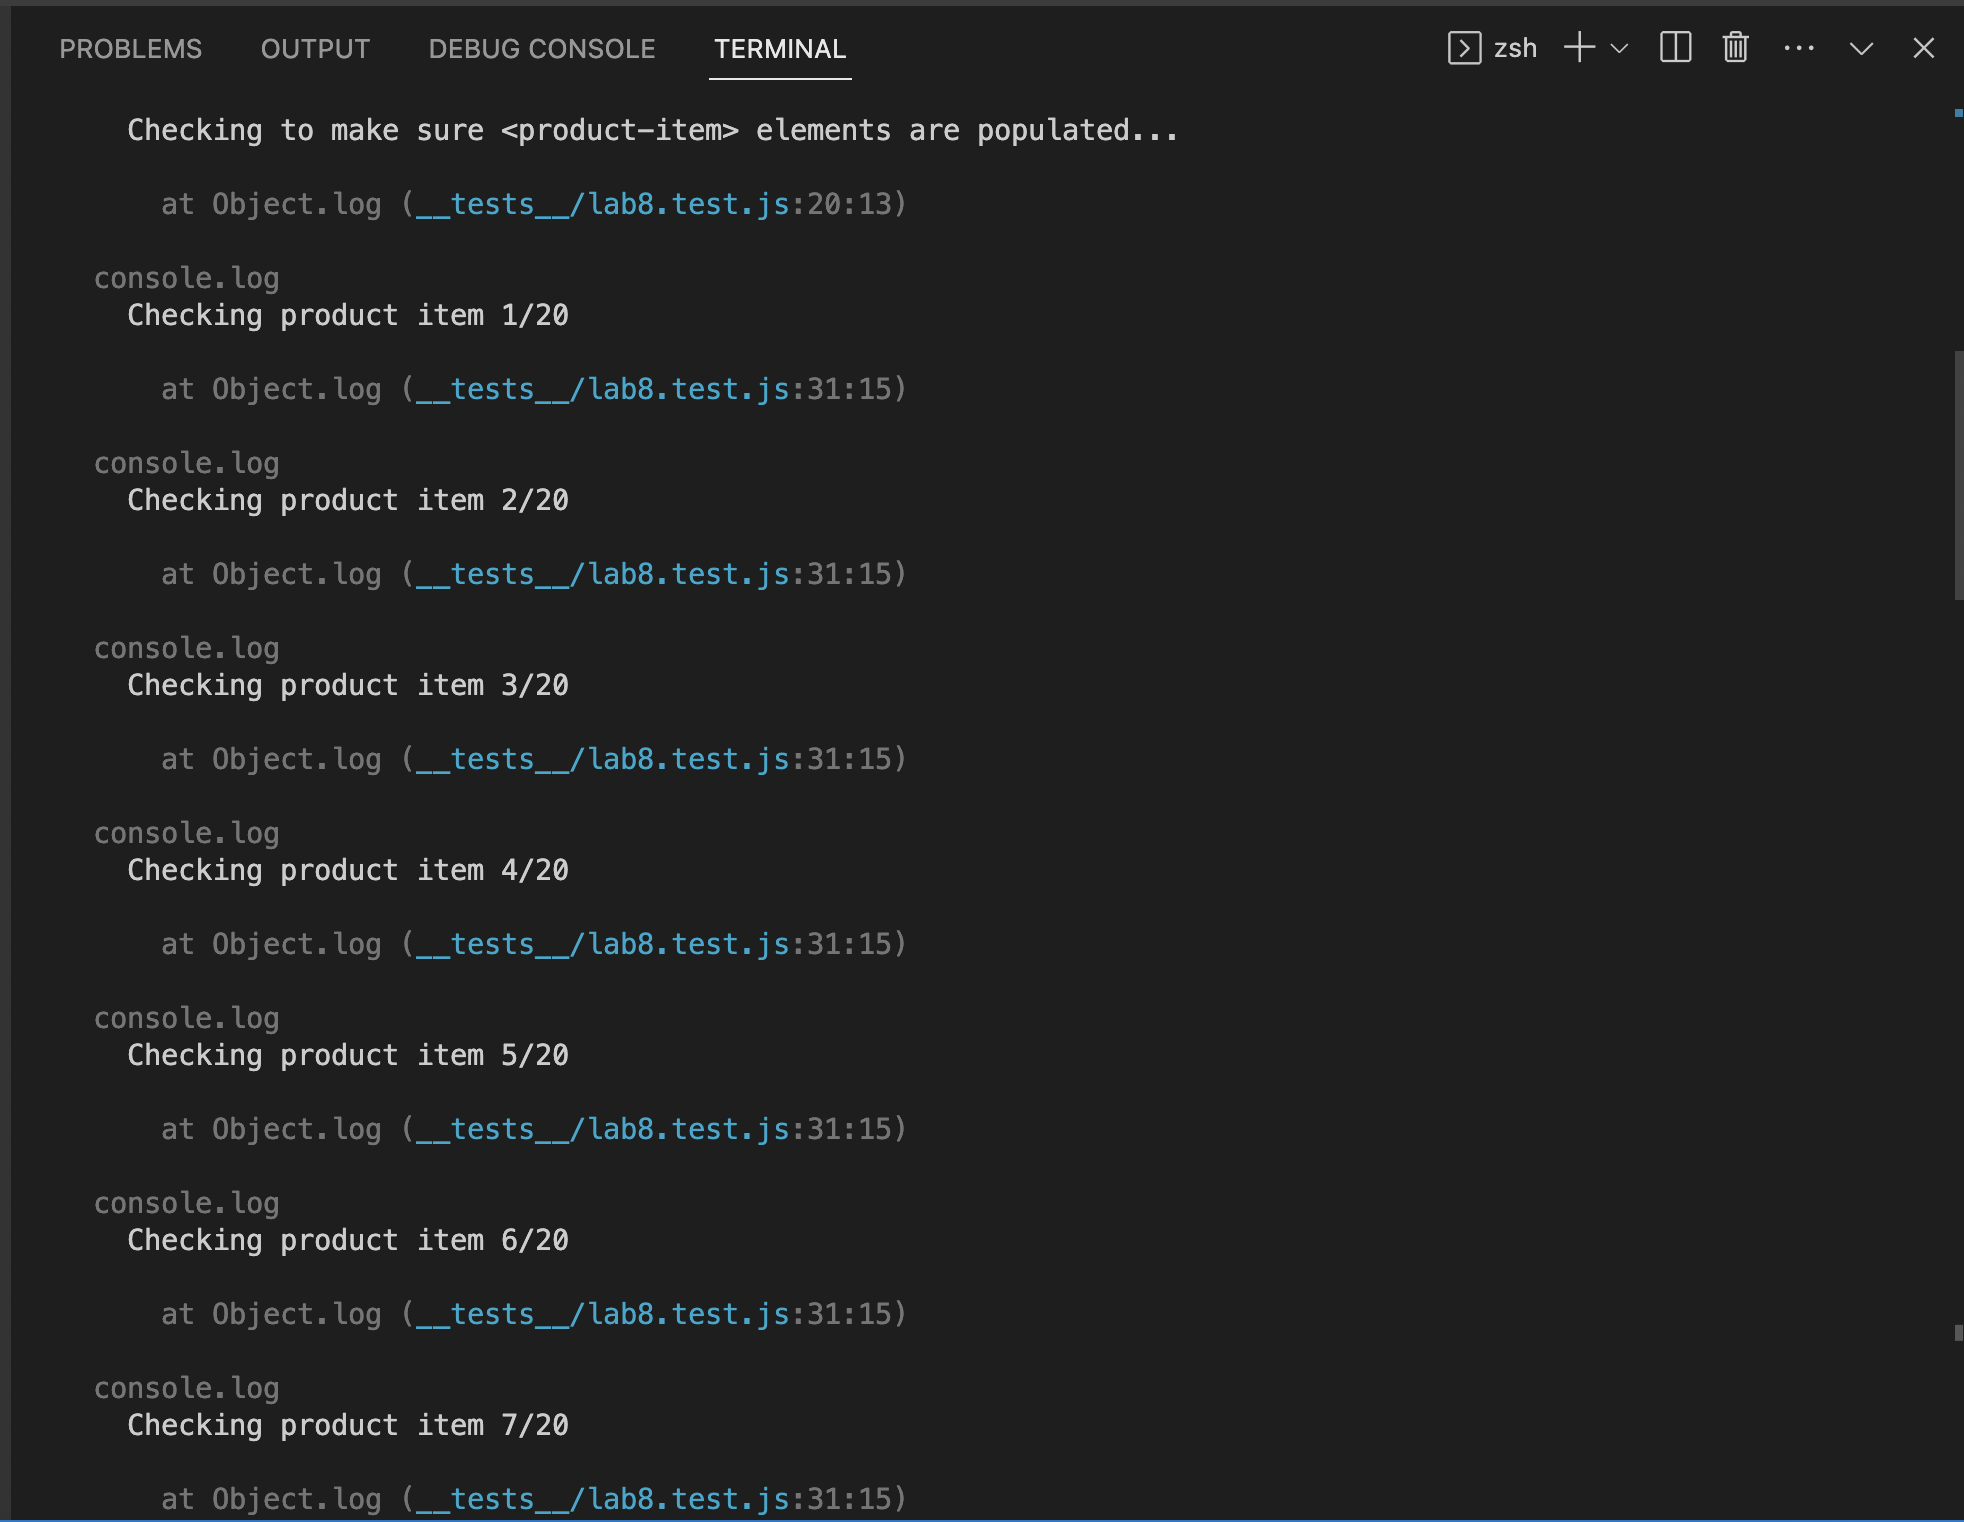 PROBLEMS OUTPUT DEBUG CONSOLE TERMINAL zsh
Checking to make sure <product-item> elements are populated...
at Object.log (__tests__/lab8.test.js:20:13)
console.log
Checking product item 1/20
at Object.log (__tests__/lab8.test.js:31:15)
console.log
Checking product item 2/20
at Object.log (__tests__/lab8.test.js:31:15)
console.log
Checking product item 3/20
at Object.log (__tests__/lab8.test.js:31:15)
console.log
Checking product item 4/20
at Object.log (__tests__/lab8.test.js:31:15)
console.log
Checking product item 5/20
at Object.log (__tests__/lab8.test.js:31:15)
console.log
Checking product item 6/20
at Object.log (__tests__/lab8.test.js:31:15)
console.log
Checking product item 7/20
at Object.log (__tests__/lab8.test.js:31:15)